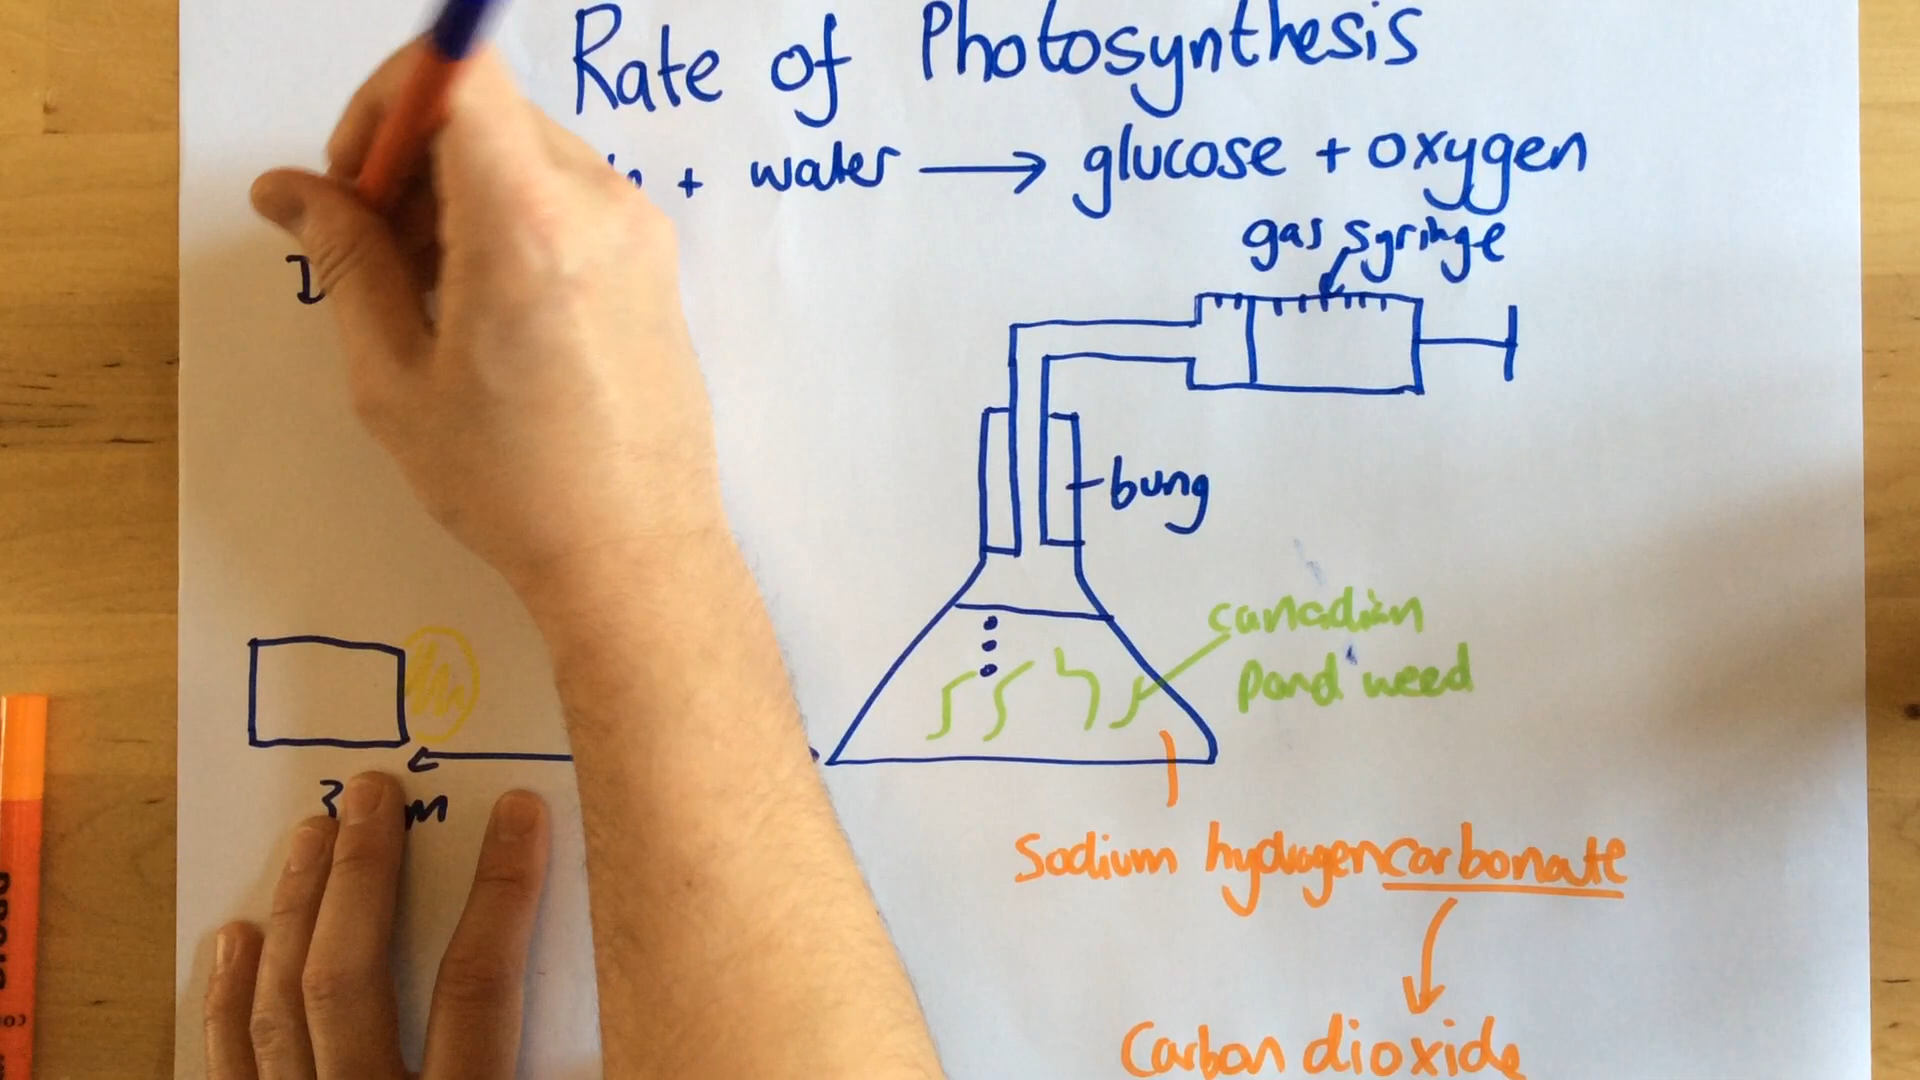 Rate of Photosynthesis
+ water → glucose + oxygen
gas syringe
bung
canadian
pond weed
Sodium hydrogencarbonate
Carbon dioxide